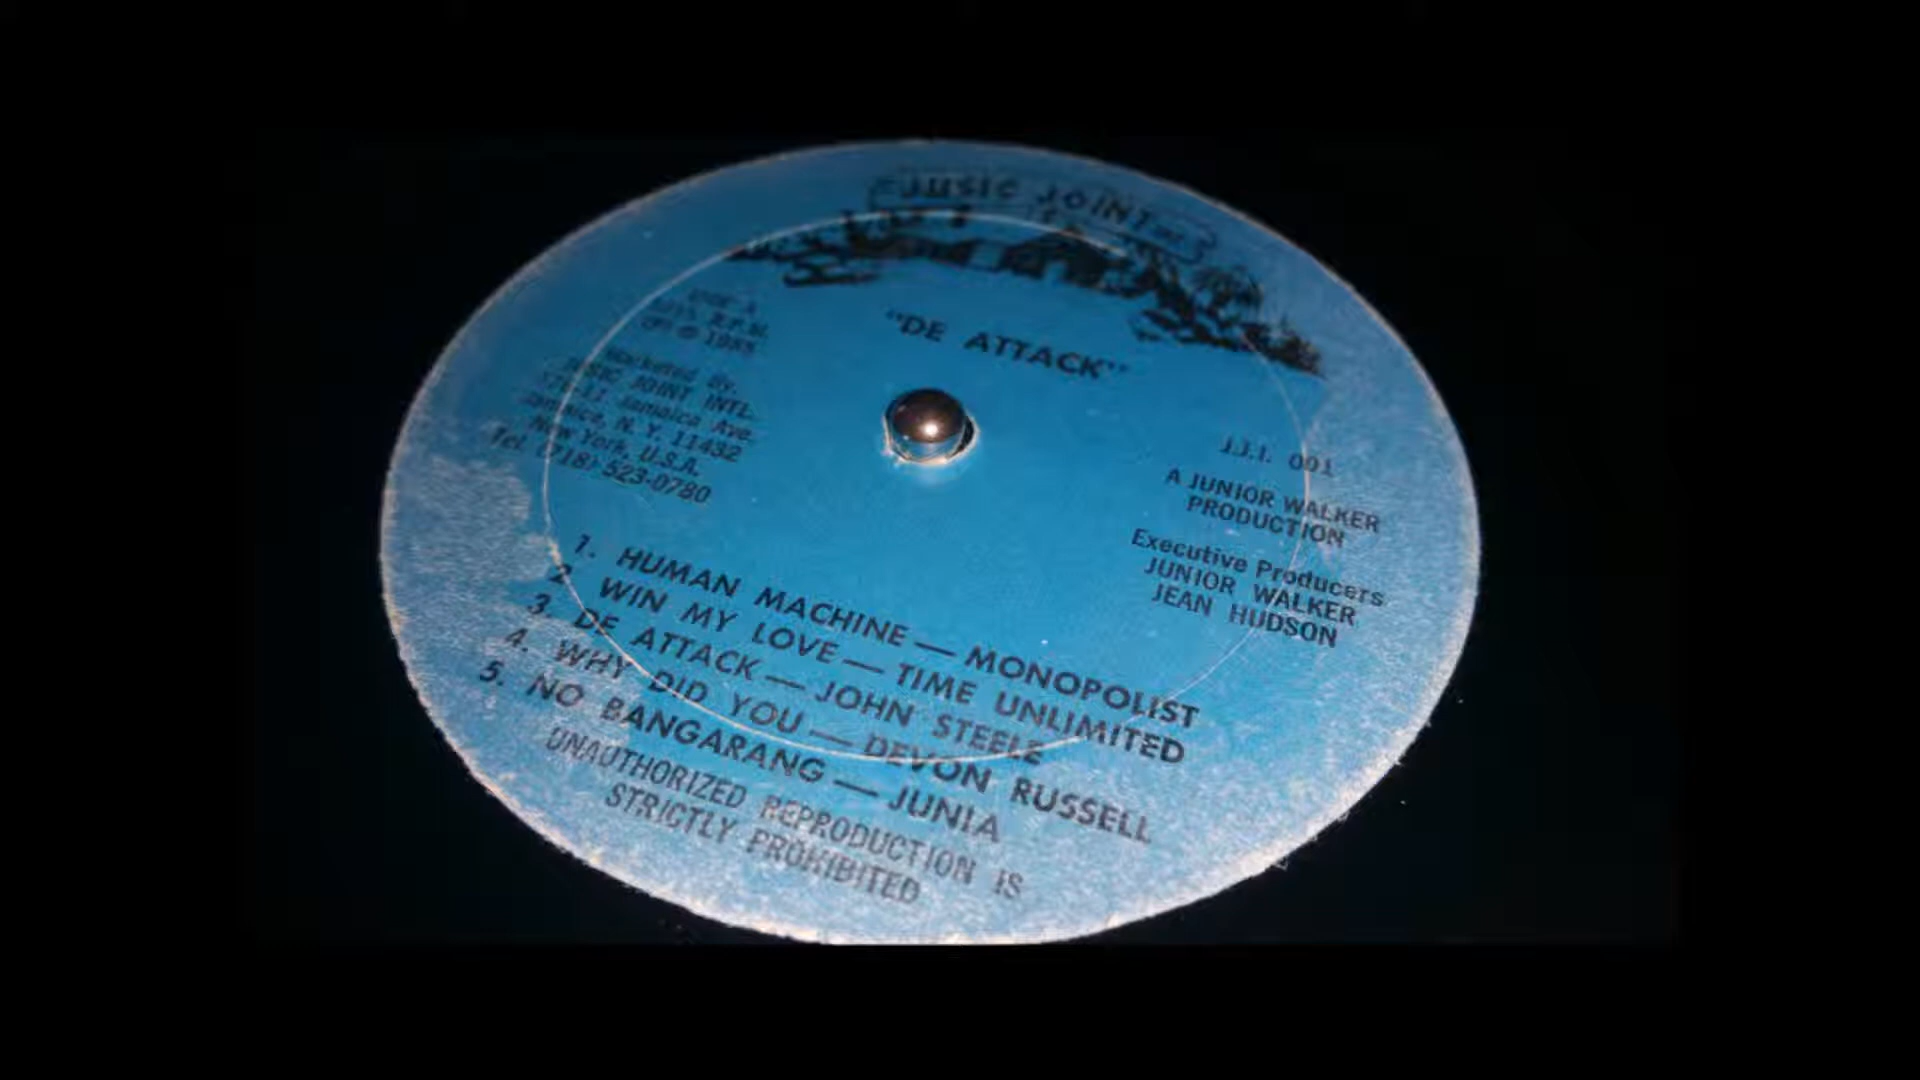 MUSIC JOINT
"DE ATTACK"
SIDE A
33⅓ R.P.M.
Marketed By.
MUSIC JOINT INTL.
Jamaica Ave.
Jamaica, N. Y. 11432
New York, U.S.A.
Tel. (718) 523-0780
J.J.I. 001
A JUNIOR WALKER
PRODUCTION
Executive Producers
JUNIOR WALKER
JEAN HUDSON
1. HUMAN MACHINE — MONOPOLIST
2. WIN MY LOVE — TIME UNLIMITED
3. DE ATTACK — JOHN STEELE
4. WHY DID YOU — DEVON RUSSELL
5. NO BANGARANG — JUNIA
UNAUTHORIZED REPRODUCTION IS
STRICTLY PROHIBITED